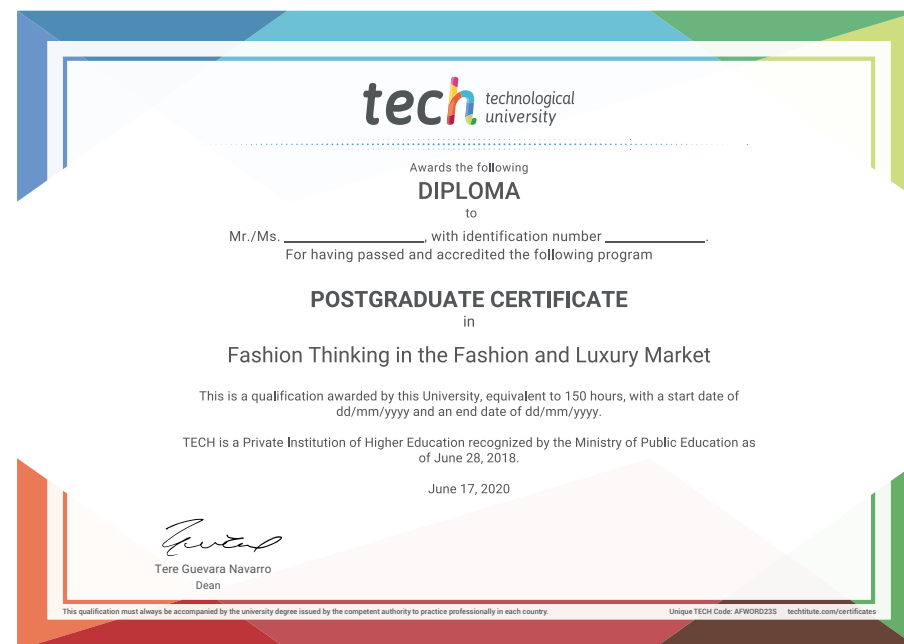 tech technological
university
Awards the following
DIPLOMA
to
Mr./Ms. ____________________, with identification number ______________.
For having passed and accredited the following program
POSTGRADUATE CERTIFICATE
in
Fashion Thinking in the Fashion and Luxury Market
This is a qualification awarded by this University, equivalent to 150 hours, with a start date of
dd/mm/yyyy and an end date of dd/mm/yyyy.
TECH is a Private Institution of Higher Education recognized by the Ministry of Public Education as
of June 28, 2018.
June 17, 2020
Tere Guevara Navarro
Dean
This qualification must always be accompanied by the university degree issued by the competent authority to practice professionally in each country. Unique TECH Code: AFWORD23S techtitute.com/certificates